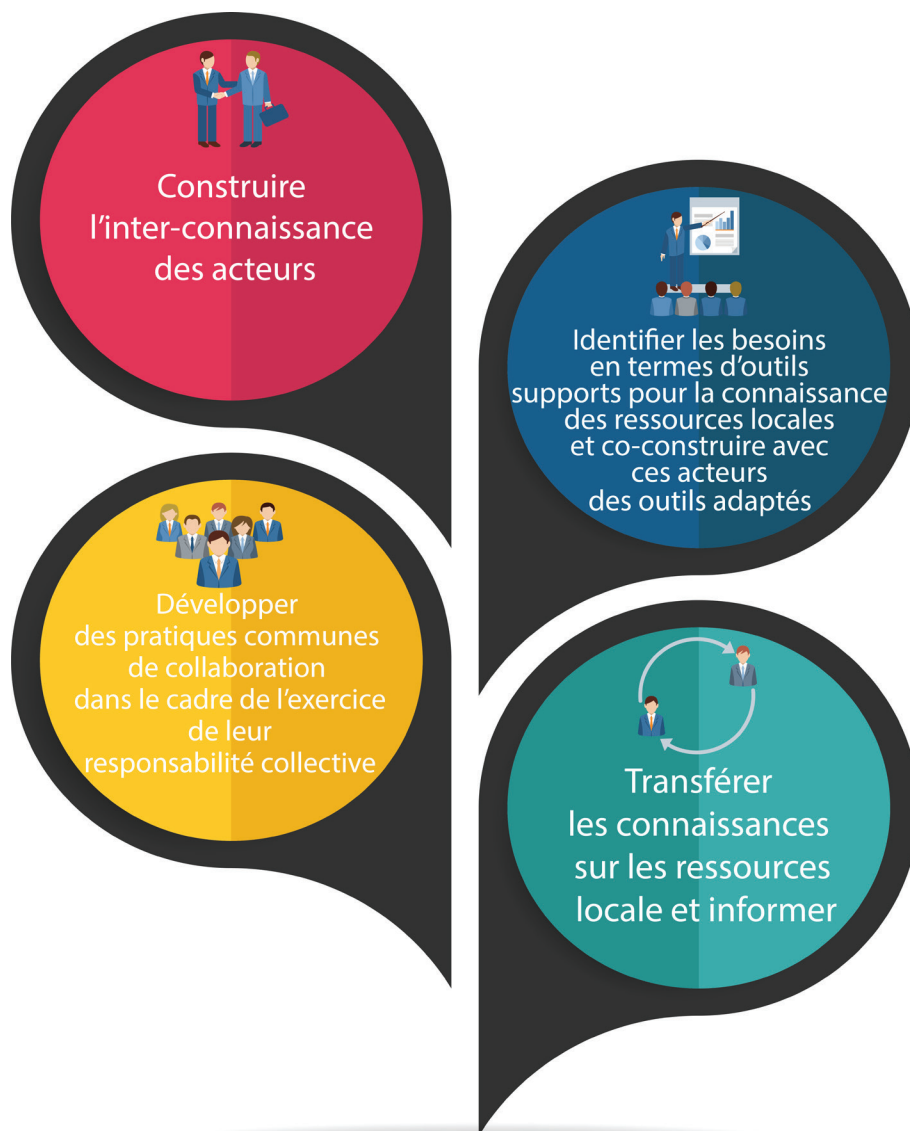 Construire
l'inter-connaissance
des acteurs
Identifier les besoins
en termes d'outils
supports pour la connaissance
des ressources locales
et co-construire avec
ces acteurs
des outils adaptés
Développer
des pratiques communes
de collaboration
dans le cadre de l'exercice
de leur
responsabilité collective
Transférer
les connaissances
sur les ressources
locale et informer